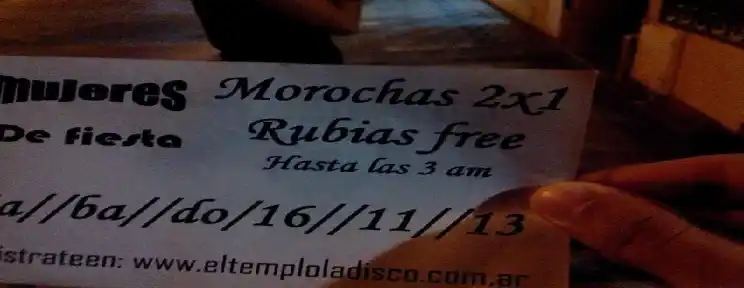 mujeres Morochas 2x1
De fiesta Rubias free
Hasta las 3 am
a//ba//do/16//11//13
istrateen: www.eltemploladisco.com.ar